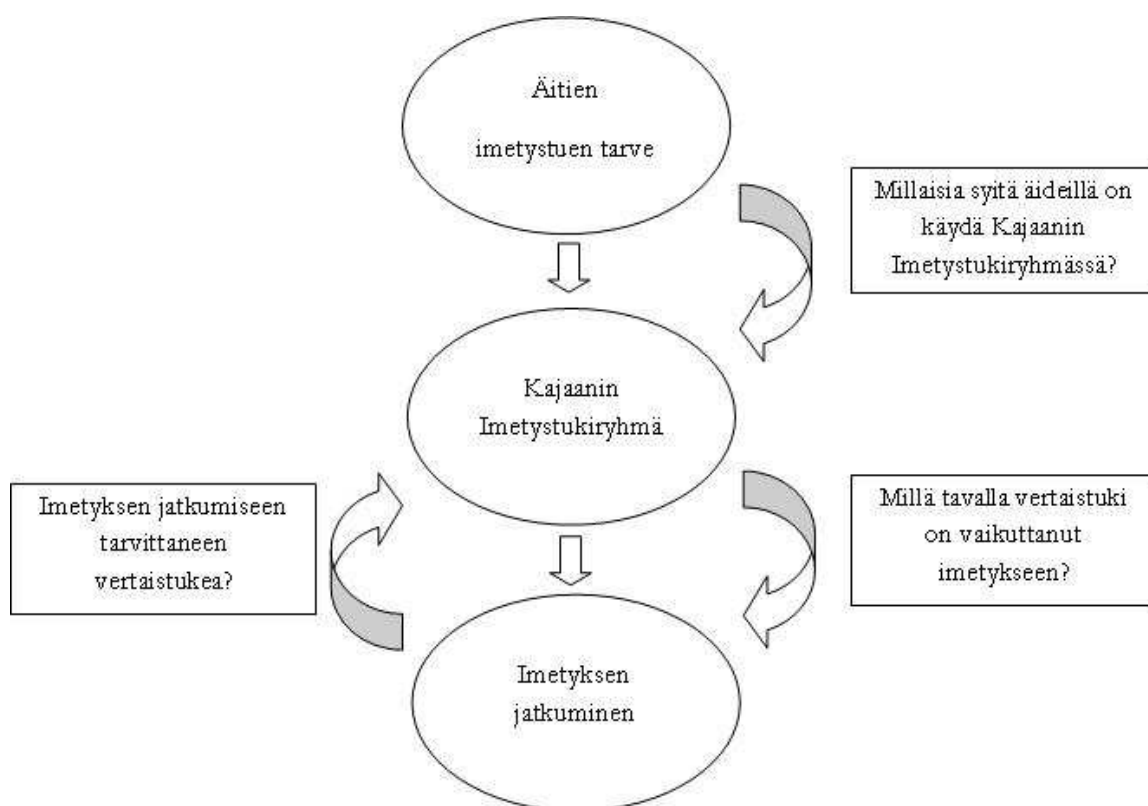 Äitien
imetystuen tarve
Millaisia syitä äideillä on
käydä Kajaanin
Imetystukiryhmässä?
Kajaanin
Imetystukiryhmä
Imetyksen jatkumiseen
tarvittaneen
vertaistukea?
Millä tavalla vertaistuki
on vaikuttanut
imetykseen?
Imetyksen
jatkuminen